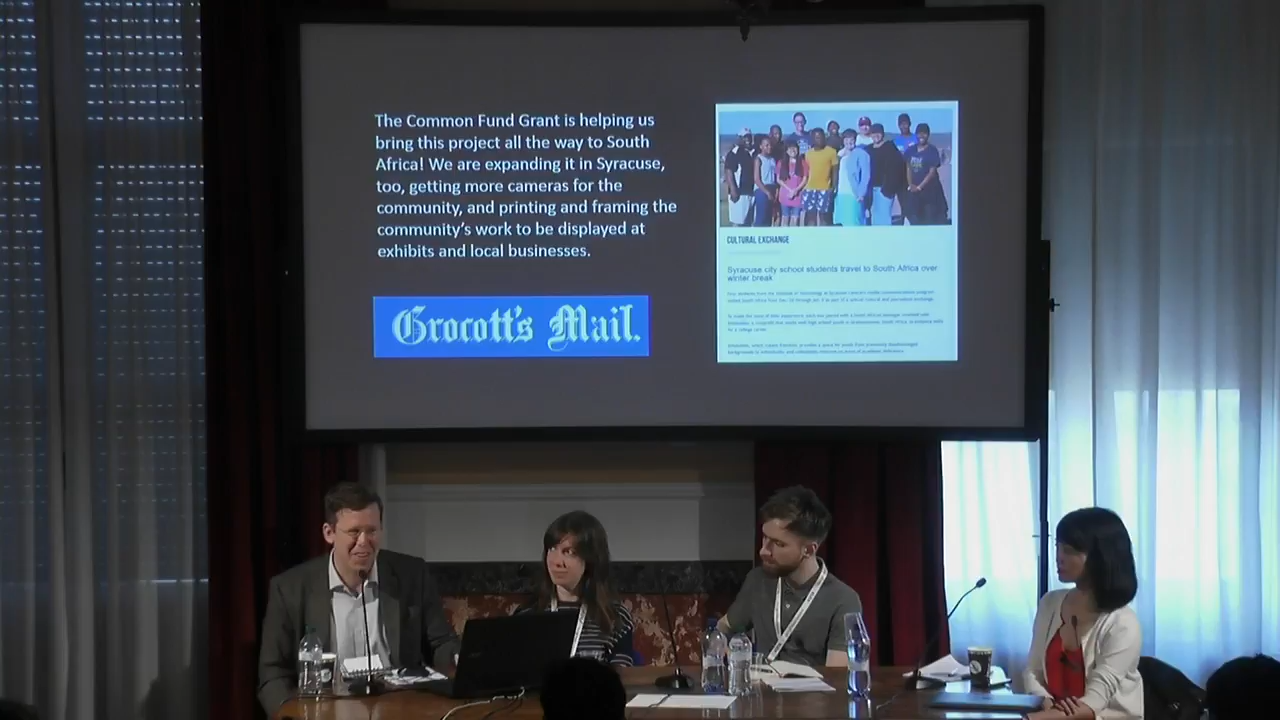 The Common Fund Grant is helping us
bring this project all the way to South
Africa! We are expanding it in Syracuse,
too, getting more cameras for the
community, and printing and framing the
community's work to be displayed at
exhibits and local businesses.
Grocott's Mail.
CULTURAL EXCHANGE
Syracuse city school students travel to South Africa over
winter break